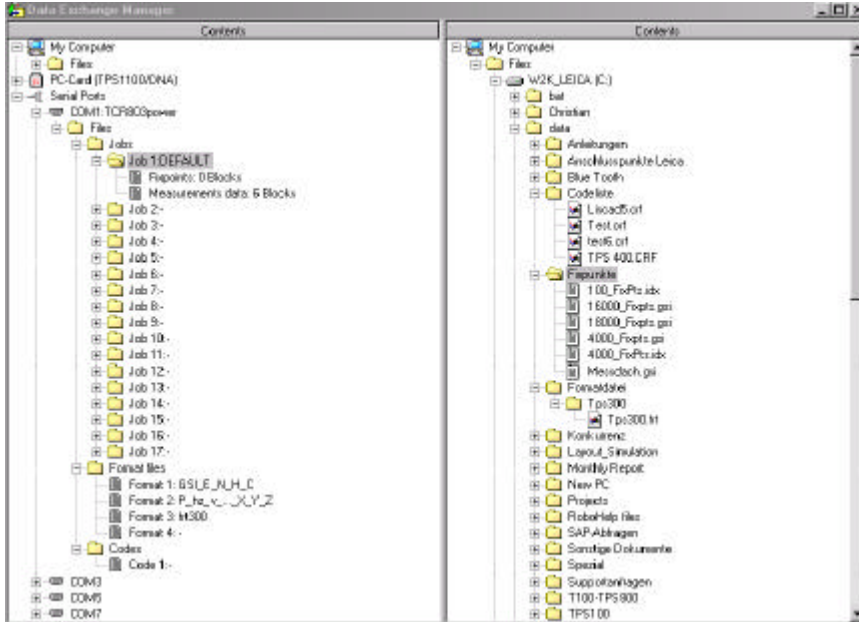 Data Exchange Manager
Contents
My Computer
Files
PC-Card (TPS1100/DNA)
Serial Ports
COM1: TCR803power
Files
Jobs
Job 1:DEFAULT
Fixpoints: 0 Blocks
Measurements data: 6 Blocks
Job 2:-
Job 3:-
Job 4:-
Job 5:-
Job 6:-
Job 7:-
Job 8:-
Job 9:-
Job 10:-
Job 11:-
Job 12:-
Job 13:-
Job 14:-
Job 15:-
Job 16:-
Job 17:-
Format files
Format 1: GSI_E_N_H_C
Format 2: P_hz_v_..._X_Y_Z
Format 3: frt300
Format 4: -
Codes
Code 1:-
COM3
COM5
COM7
Contents
My Computer
Files
W2K_LEICA (C:)
bat
Christian
data
Anleitungen
Anschlusspunkte Leica
Blue Tooth
Codeliste
Liscad5.crf
Test.crf
test6.crf
TPS 400.CRF
Fixpunkte
100_FixPts.idx
16000_Fixpts.gsi
18000_Fixpts.gsi
4000_Fixpts.gsi
4000_FixPts.idx
Messdach.gsi
Formatdatei
Tps300
Tps300.frt
Konkurrenz
Layout_Simulation
Monthly Report
New PC
Projects
RoboHelp files
SAP-Abfragen
Sonstige Dokumente
Spezial
Supportanfragen
T100-TPS900
TPS100